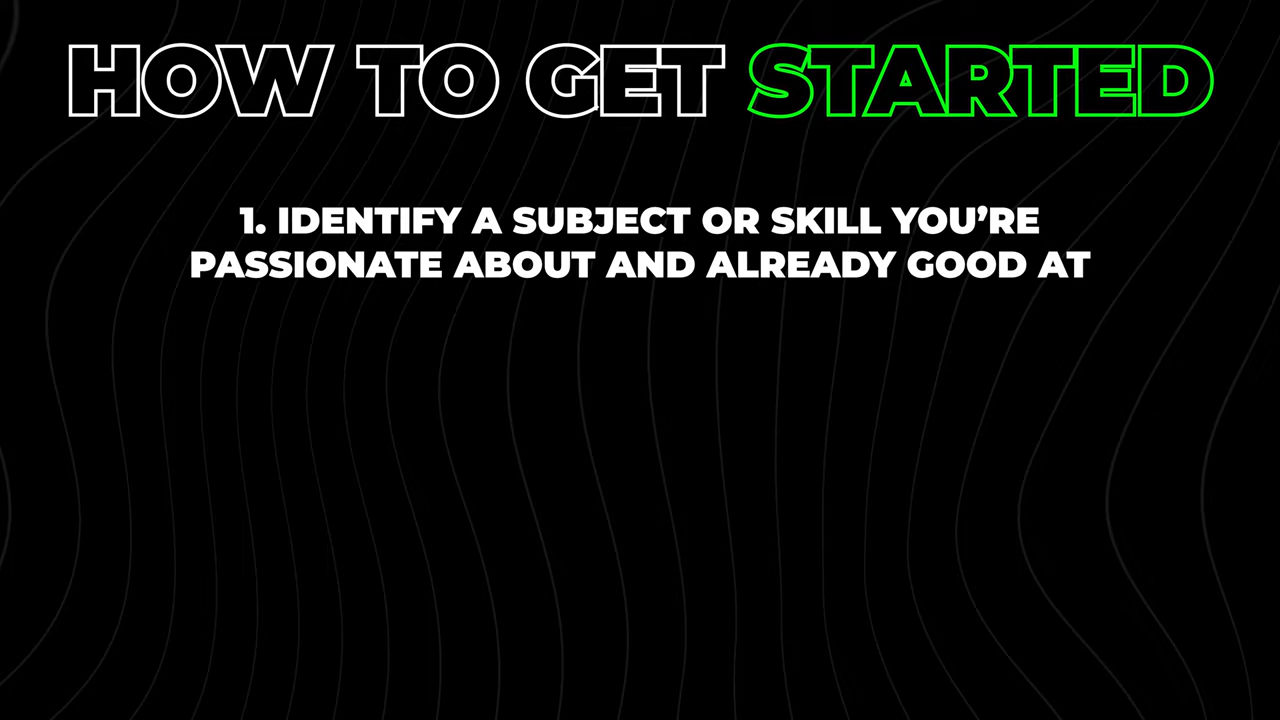 HOW TO GET STARTED
1. IDENTIFY A SUBJECT OR SKILL YOU’RE
PASSIONATE ABOUT AND ALREADY GOOD AT